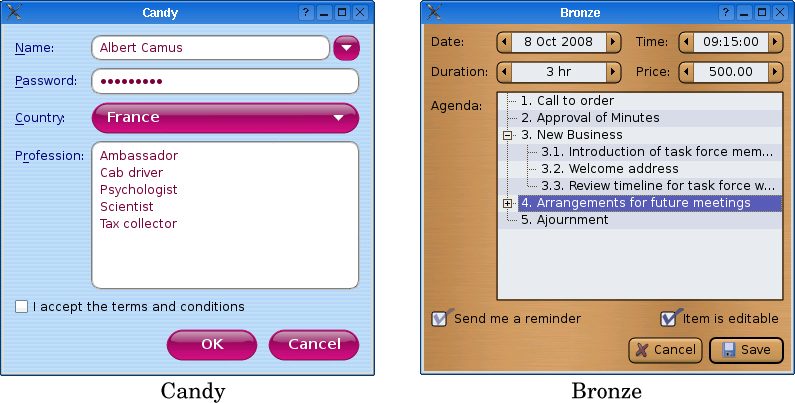 Candy
Name: Albert Camus
Password: •••••••••
Country: France
Profession: Ambassador
Cab driver
Psychologist
Scientist
Tax collector
I accept the terms and conditions
OK Cancel
Candy
Bronze
Date: 8 Oct 2008 Time: 09:15:00
Duration: 3 hr Price: 500.00
Agenda: 1. Call to order
2. Approval of Minutes
3. New Business
3.1. Introduction of task force mem...
3.2. Welcome address
3.3. Review timeline for task force w...
4. Arrangements for future meetings
5. Ajournment
Send me a reminder Item is editable
Cancel Save
Bronze